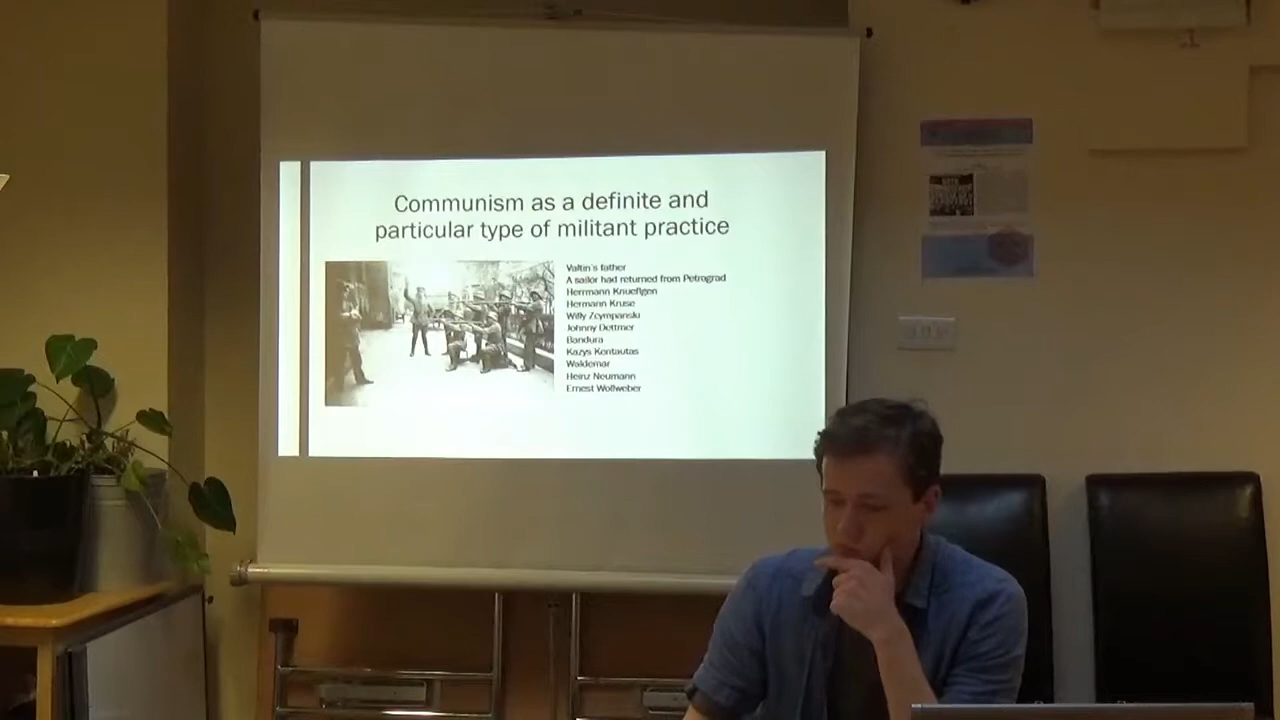 Communism as a definite and
particular type of militant practice
Valtin's father
A sailor had returned from Petrograd
Herrmann Knueflgen
Hermann Kruse
Willy Zcympanski
Johnny Dettmer
Bandura
Kazys Kentautas
Waldemar
Heinz Neumann
Ernest Wollweber